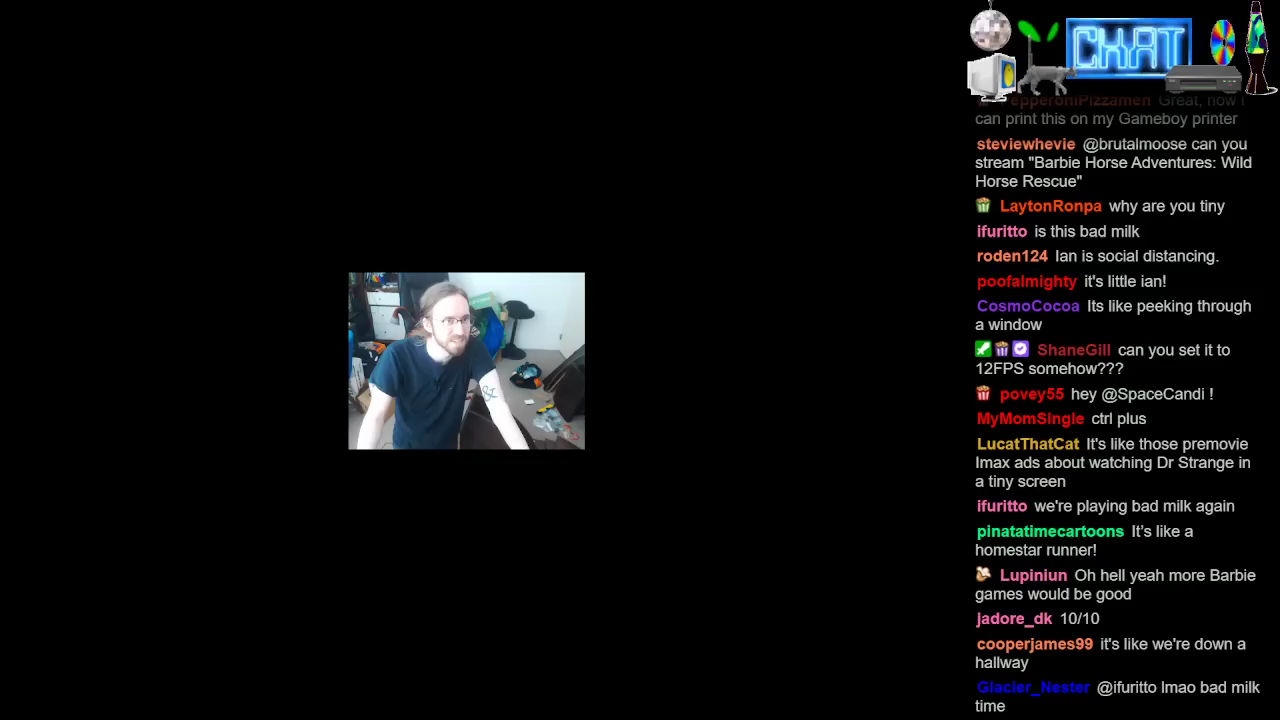 CHAT
PepperoniPizzamen Great, now i
can print this on my Gameboy printer
steviewhevie @brutalmoose can you
stream "Barbie Horse Adventures: Wild
Horse Rescue"
LaytonRonpa why are you tiny
ifuritto is this bad milk
roden124 Ian is social distancing.
poofalmighty it's little ian!
CosmoCocoa Its like peeking through
a window
ShaneGill can you set it to
12FPS somehow???
povey55 hey @SpaceCandi !
MyMomSIngle ctrl plus
LucatThatCat It's like those premovie
Imax ads about watching Dr Strange in
a tiny screen
ifuritto we're playing bad milk again
pinatatimecartoons It's like a
homestar runner!
Lupiniun Oh hell yeah more Barbie
games would be good
jadore_dk 10/10
cooperjames99 it's like we're down a
hallway
Glacier_Nester @ifuritto lmao bad milk
time